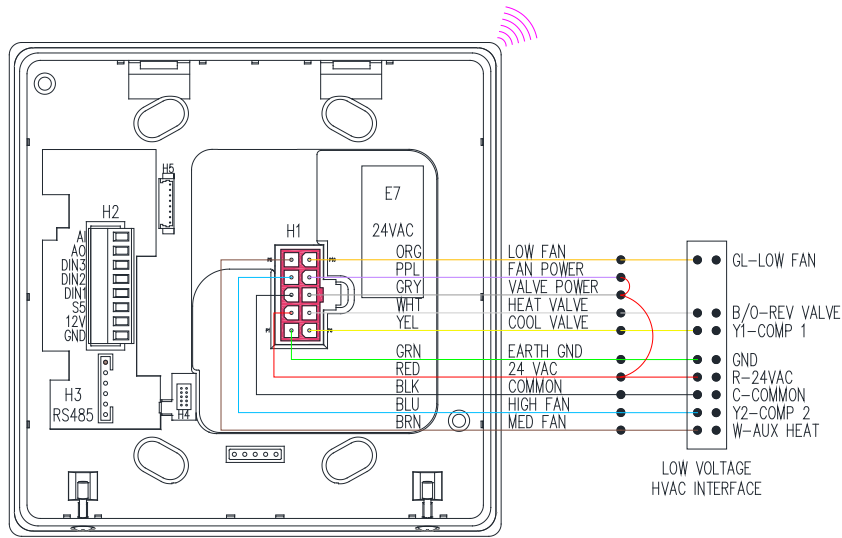 H5
E7
H2
H1
24VAC
AI
AO
DIN3
DIN2
DIN1
S5
12V
GND
ORG LOW FAN GL-LOW FAN
PPL FAN POWER
GRY VALVE POWER
WHT HEAT VALVE B/O-REV VALVE
YEL COOL VALVE Y1-COMP 1
GRN EARTH GND GND
RED 24 VAC R-24VAC
BLK COMMON C-COMMON
BLU HIGH FAN Y2-COMP 2
BRN MED FAN W-AUX HEAT
H3
RS485
H4
LOW VOLTAGE
HVAC INTERFACE